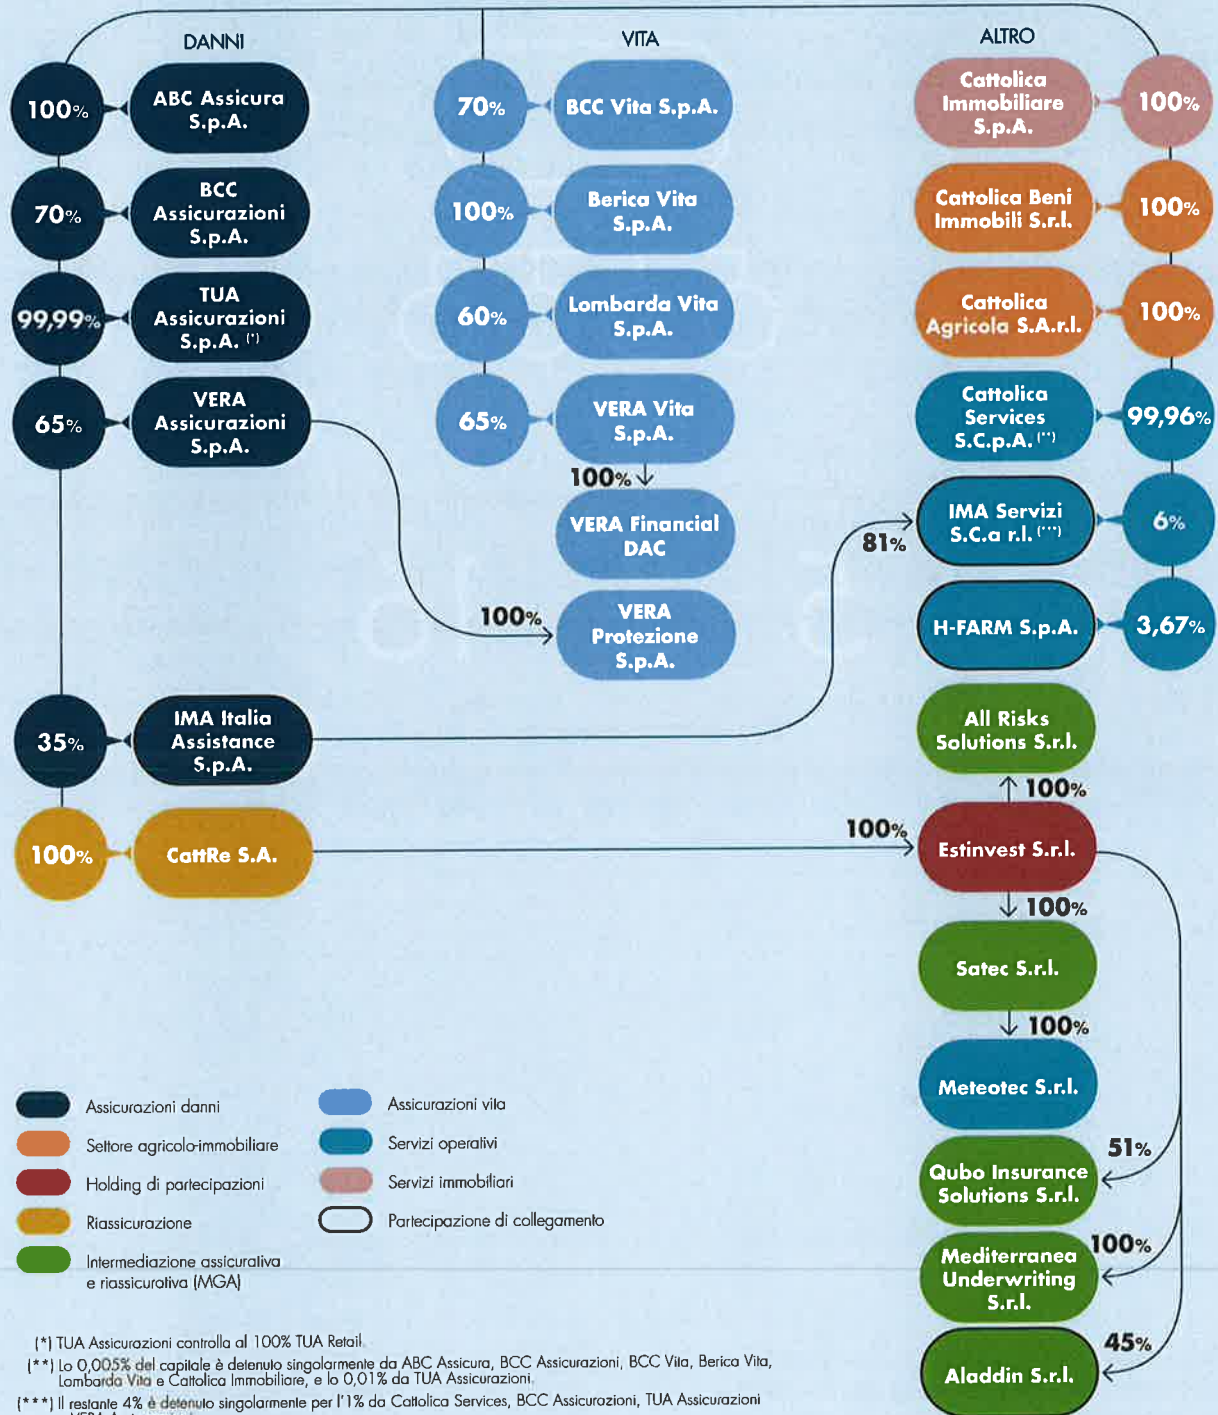 DANNI
100%
ABC Assicura
S.p.A.
70%
BCC
Assicurazioni
S.p.A.
99,99%
TUA
Assicurazioni
S.p.A. (*)
65%
VERA
Assicurazioni
S.p.A.
35%
IMA Italia
Assistance
S.p.A.
100%
CattRe S.A.
VITA
70%
BCC Vita S.p.A.
100%
Berica Vita
S.p.A.
60%
Lombarda Vita
S.p.A.
65%
VERA Vita
S.p.A.
100%
VERA Financial
DAC
100%
VERA
Protezione
S.p.A.
ALTRO
Cattolica
Immobiliare
S.p.A.
100%
Cattolica Beni
Immobili S.r.l.
100%
Cattolica
Agricola S.A.r.l.
100%
Cattolica
Services
S.C.p.A. (**)
99,96%
81%
IMA Servizi
S.C.a r.l. (***)
6%
H-FARM S.p.A.
3,67%
All Risks
Solutions S.r.l.
100%
100%
Estinvest S.r.l.
100%
Satec S.r.l.
100%
Meteotec S.r.l.
51%
Qubo Insurance
Solutions S.r.l.
100%
Mediterranea
Underwriting
S.r.l.
45%
Aladdin S.r.l.
Assicurazioni danni
Settore agricolo-immobiliare
Holding di partecipazioni
Riassicurazione
Intermediazione assicurativa
e riassicurativa (MGA)
Assicurazioni vita
Servizi operativi
Servizi immobiliari
Partecipazione di collegamento
(*) TUA Assicurazioni controlla al 100% TUA Retail.
(**) Lo 0,005% del capitale è detenuto singolarmente da ABC Assicura, BCC Assicurazioni, BCC Vita, Berica Vita,
Lombarda Vita e Cattolica Immobiliare, e lo 0,01% da TUA Assicurazioni.
(***) Il restante 4% è detenuto singolarmente per l'1% da Cattolica Services, BCC Assicurazioni, TUA Assicurazioni